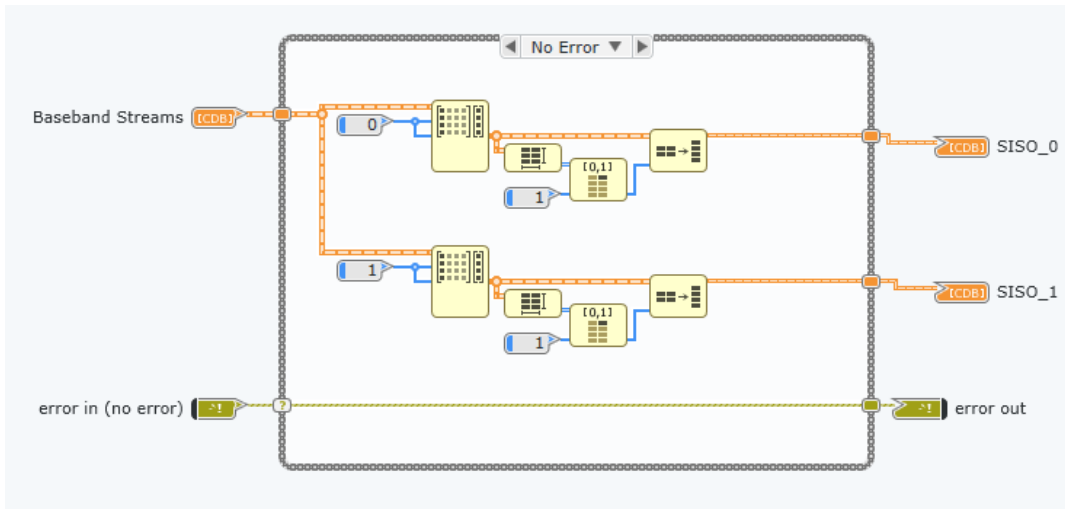 No Error
Baseband Streams
[CDB]
0
[0,1]
1
[CDB]
SISO_0
1
[0,1]
1
[CDB]
SISO_1
error in (no error)
?
error out